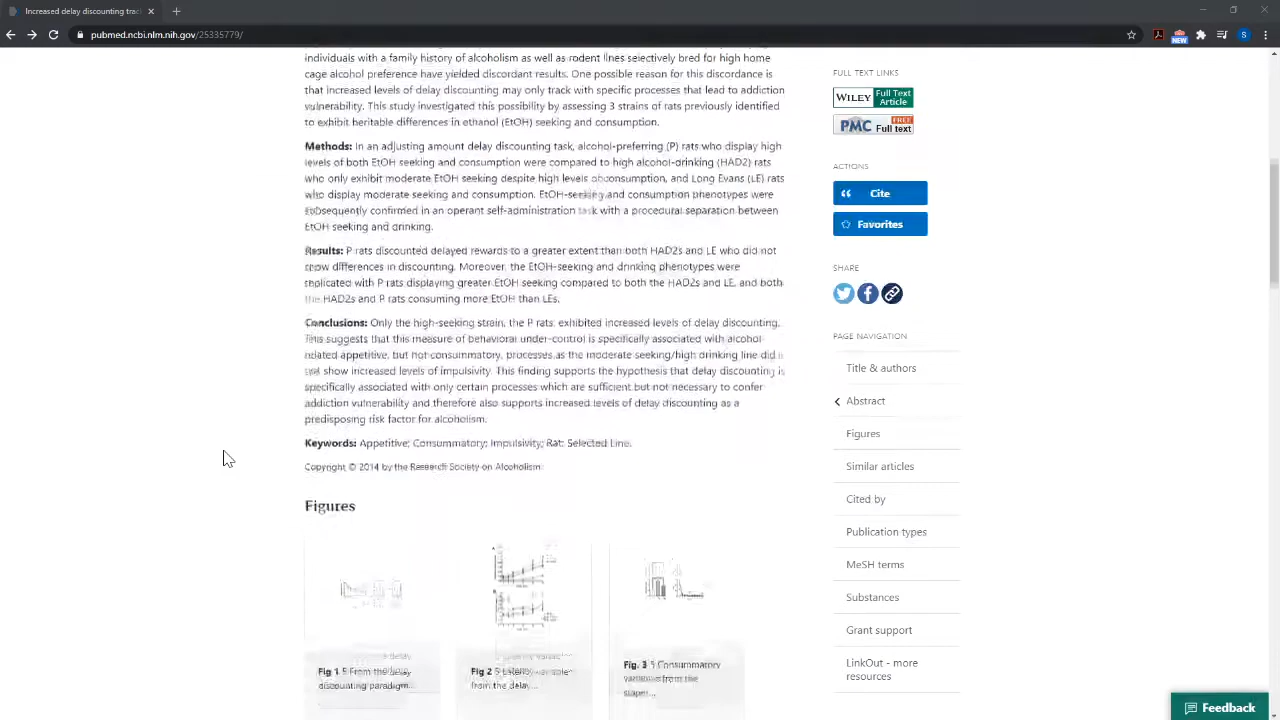 Increased delay discounting trac
pubmed.ncbi.nlm.nih.gov/25335779/
NEW
S
individuals with a family history of alcoholism as well as rodent lines selectively bred for high home
cage alcohol preference have yielded discordant results. One possible reason for this discordance is
that increased levels of delay discounting may only track with specific processes that lead to addiction
vulnerability. This study investigated this possibility by assessing 3 strains of rats previously identified
to exhibit heritable differences in ethanol (EtOH) seeking and consumption.
Methods: In an adjusting amount delay discounting task, alcohol-preferring (P) rats who display high
levels of both EtOH seeking and consumption were compared to high alcohol-drinking (HAD2) rats
who only exhibit moderate EtOH seeking despite high levels of consumption, and Long Evans (LE) rats
who display moderate seeking and consumption. EtOH-seeking and consumption phenotypes were
subsequently confirmed in an operant self-administration task with a procedural separation between
EtOH seeking and drinking.
Results: P rats discounted delayed rewards to a greater extent than both HAD2s and LE who did not
show differences in discounting. Moreover, the EtOH-seeking and drinking phenotypes were
replicated with P rats displaying greater EtOH seeking compared to both the HAD2s and LE, and both
the HAD2s and P rats consuming more EtOH than LEs.
Conclusions: Only the high-seeking strain, the P rats, exhibited increased levels of delay discounting.
This suggests that this measure of behavioral under-control is specifically associated with alcohol-
related appetitive, but not consummatory, processes as the moderate seeking/high drinking line did
not show increased levels of impulsivity. This finding supports the hypothesis that delay discounting is
specifically associated with only certain processes which are sufficient but not necessary to confer
addiction vulnerability and therefore also supports increased levels of delay discounting as a
predisposing risk factor for alcoholism.
Keywords: Appetitive; Consummatory; Impulsivity; Rat; Selected Line.
Copyright © 2014 by the Research Society on Alcoholism.
Figures
Fig 1 From the delay
discounting paradigm...
Fig 2 Latency
from the delay...
Fig. 3 Consummatory
from the
FULL TEXT LINKS
WILEY Full Text
Article
PMC FREE
Full text
ACTIONS
Cite
Favorites
SHARE
PAGE NAVIGATION
Title & authors
Abstract
Figures
Similar articles
Cited by
Publication types
MeSH terms
Substances
Grant support
LinkOut - more
resources
Feedback